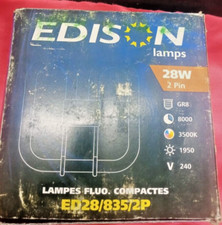 EDISON
lamps
28W
2 Pin
GR8
8000
3500K
1950
V 240
LAMPES FLUO. COMPACTES
ED28/835/2P